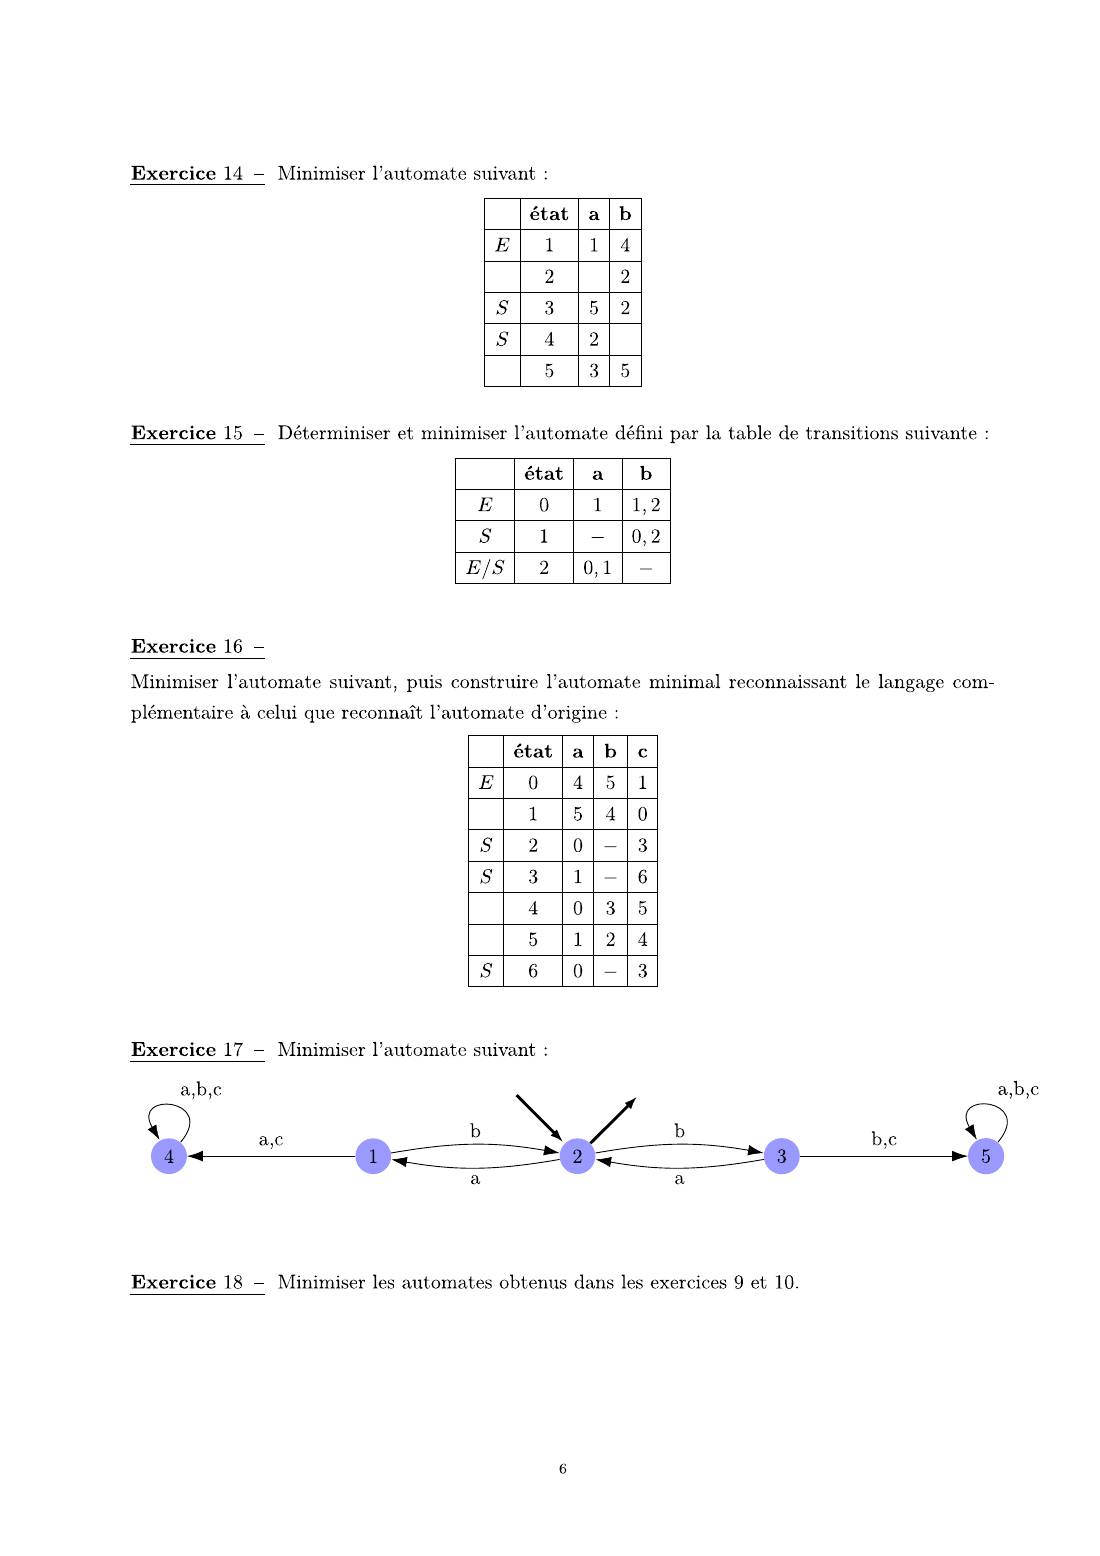 Exercice 14 – Minimiser l'automate suivant :
état a b
E 1 1 4
2 2
S 3 5 2
S 4 2
5 3 5
Exercice 15 – Déterminiser et minimiser l'automate défini par la table de transitions suivante :
état a b
E 0 1 1, 2
S 1 − 0, 2
E/S 2 0, 1 −
Exercice 16 –
Minimiser l'automate suivant, puis construire l'automate minimal reconnaissant le langage com-
plémentaire à celui que reconnaît l'automate d'origine :
état a b c
E 0 4 5 1
1 5 4 0
S 2 0 − 3
S 3 1 − 6
4 0 3 5
5 1 2 4
S 6 0 − 3
Exercice 17 – Minimiser l'automate suivant :
a,b,c a,b,c
a,c b b b,c
4 1 2 3 5
a a
Exercice 18 – Minimiser les automates obtenus dans les exercices 9 et 10.
6